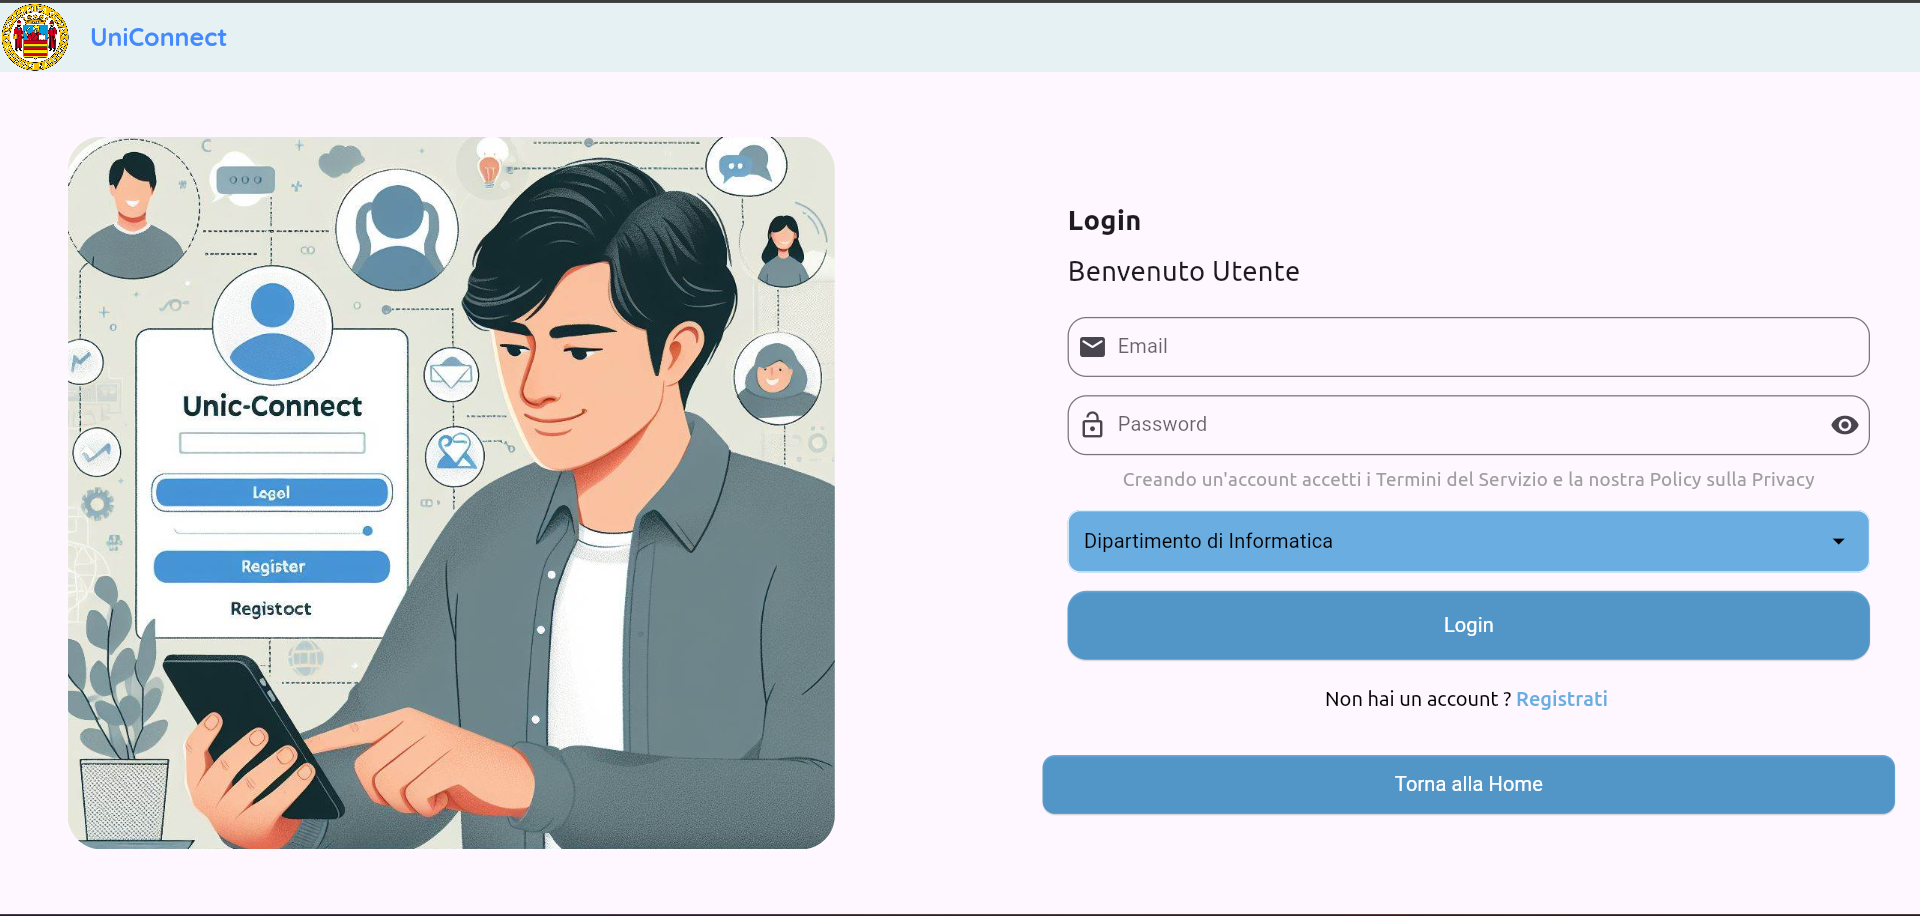 UniConnect
Unic-Connect
Legol
Register
Registoct
Login
Benvenuto Utente
Email
Password
Creando un'account accetti i Termini del Servizio e la nostra Policy sulla Privacy
Dipartimento di Informatica
Login
Non hai un account ? Registrati
Torna alla Home